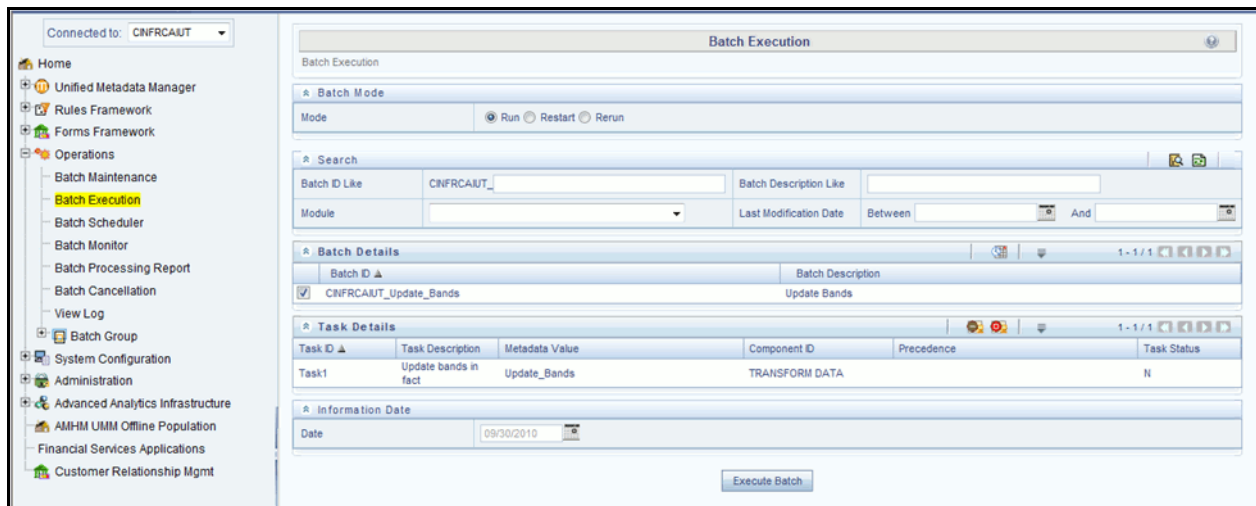 Connected to: CINFRCAIUT
Home
Unified Metadata Manager
Rules Framework
Forms Framework
Operations
Batch Maintenance
Batch Execution
Batch Scheduler
Batch Monitor
Batch Processing Report
Batch Cancellation
View Log
Batch Group
System Configuration
Administration
Advanced Analytics Infrastructure
AMHM UMM Offline Population
Financial Services Applications
Customer Relationship Mgmt
Batch Execution
Batch Execution
Batch Mode
Mode Run Restart Rerun
Search
Batch ID Like CINFRCAIUT_ Batch Description Like
Module Last Modification Date Between And
Batch Details 1 - 1 / 1
Batch ID Batch Description
CINFRCAIUT_Update_Bands Update Bands
Task Details 1 - 1 / 1
Task ID Task Description Metadata Value Component ID Precedence Task Status
Task1 Update bands in fact Update_Bands TRANSFORM DATA N
Information Date
Date 09/30/2010
Execute Batch